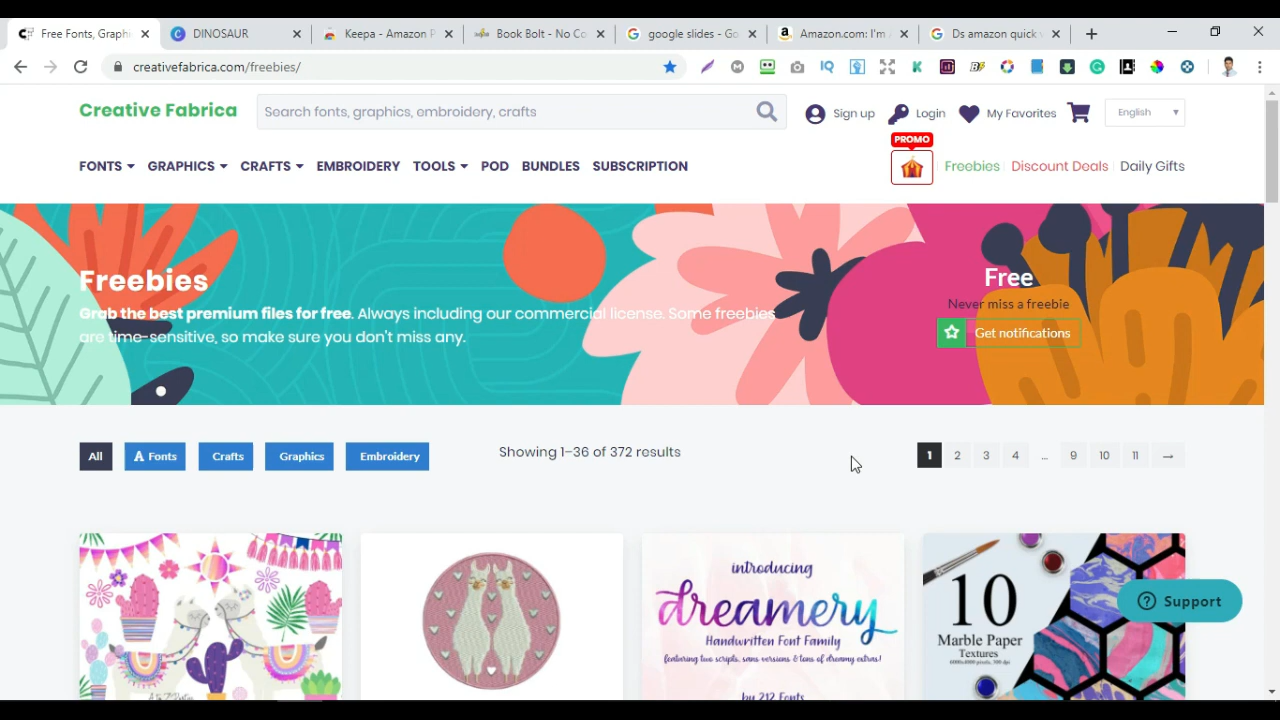 Free Fonts, Graphi
DINOSAUR
Keepa - Amazon P
Book Bolt - No Co
google slides - Go
Amazon.com: I'm
Ds amazon quick
creativefabrica.com/freebies/
Creative Fabrica
Search fonts, graphics, embroidery, crafts
Sign up
Login
My Favorites
English
PROMO
FONTS
GRAPHICS
CRAFTS
EMBROIDERY
TOOLS
POD
BUNDLES
SUBSCRIPTION
Freebies
Discount Deals
Daily Gifts
Freebies
Grab the best premium files for free. Always including our commercial license. Some freebies
are time-sensitive, so make sure you don't miss any.
Free
Never miss a freebie
Get notifications
All
A Fonts
Crafts
Graphics
Embroidery
Showing 1–36 of 372 results
1 2 3 4 ... 9 10 11 →
introducing
dreamery
Handwritten Font Family
featuring two scripts, sans versions & tons of dreamy extras!
by 212 Fonts
10
Marble Paper
Textures
Support